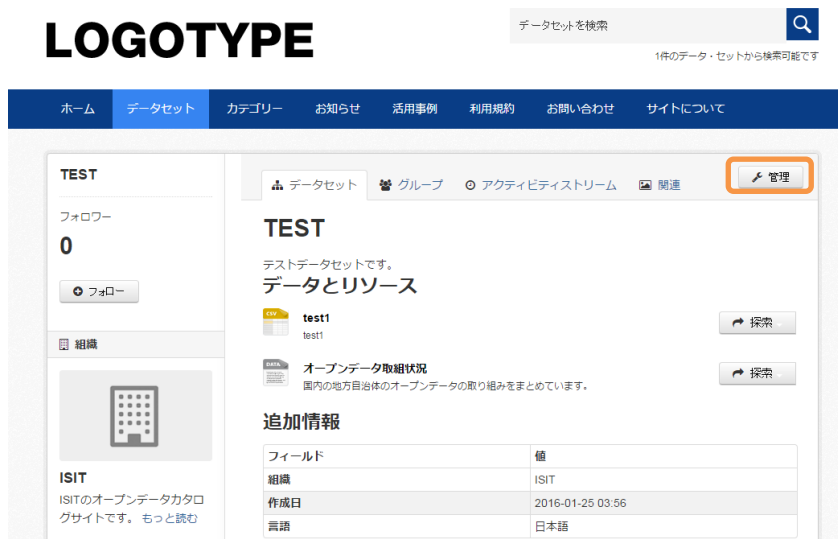 LOGOTYPE
データセットを検索
1件のデータ・セットから検索可能です
ホーム データセット カテゴリー お知らせ 活用事例 利用規約 お問い合わせ サイトについて
TEST
フォロワー
0
フォロー
組織
ISIT
ISITのオープンデータカタロ
グサイトです。 もっと読む
データセット グループ アクティビティストリーム 関連 管理
TEST
テストデータセットです。
データとリソース
CSV
test1
test1
探索
DATA
オープンデータ取組状況
国内の地方自治体のオープンデータの取り組みをまとめています。
探索
追加情報
フィールド 値
組織 ISIT
作成日 2016-01-25 03:56
言語 日本語